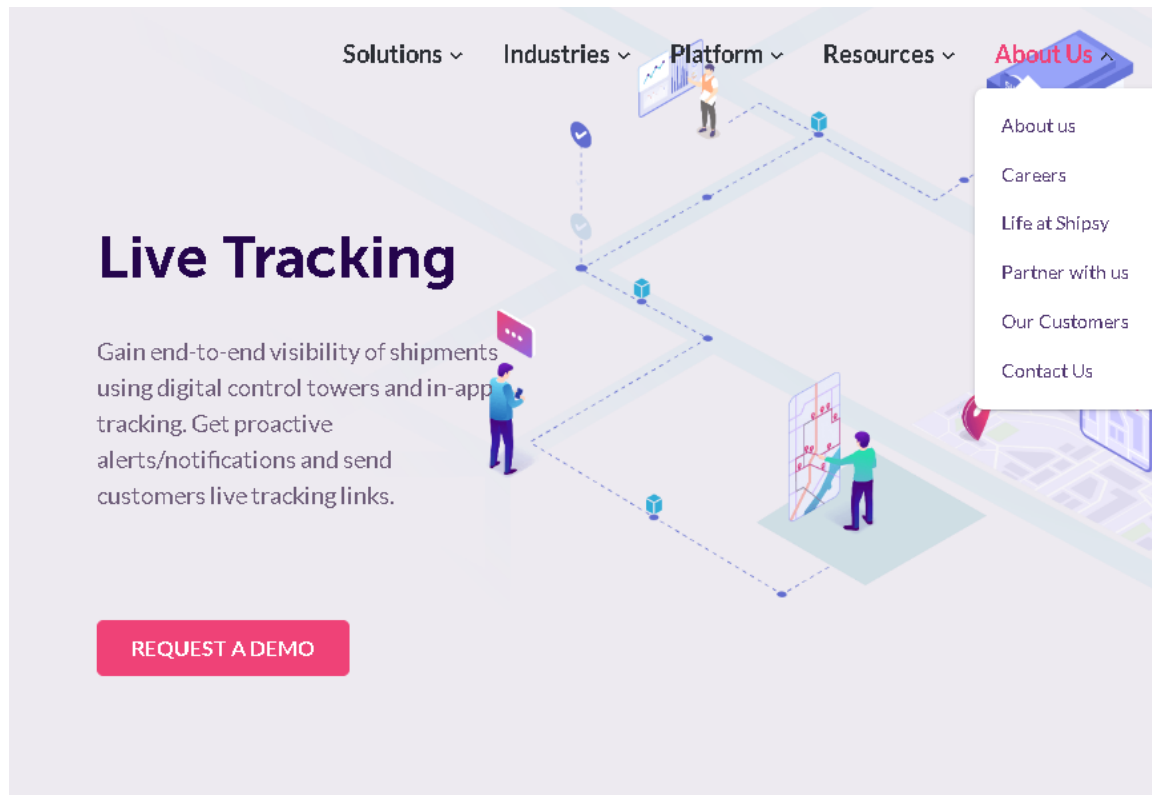 Solutions
Industries
Platform
Resources
About Us
About us
Careers
Life at Shipsy
Partner with us
Our Customers
Contact Us
Live Tracking
Gain end-to-end visibility of shipments
using digital control towers and in-app
tracking. Get proactive
alerts/notifications and send
customers live tracking links.
REQUEST A DEMO